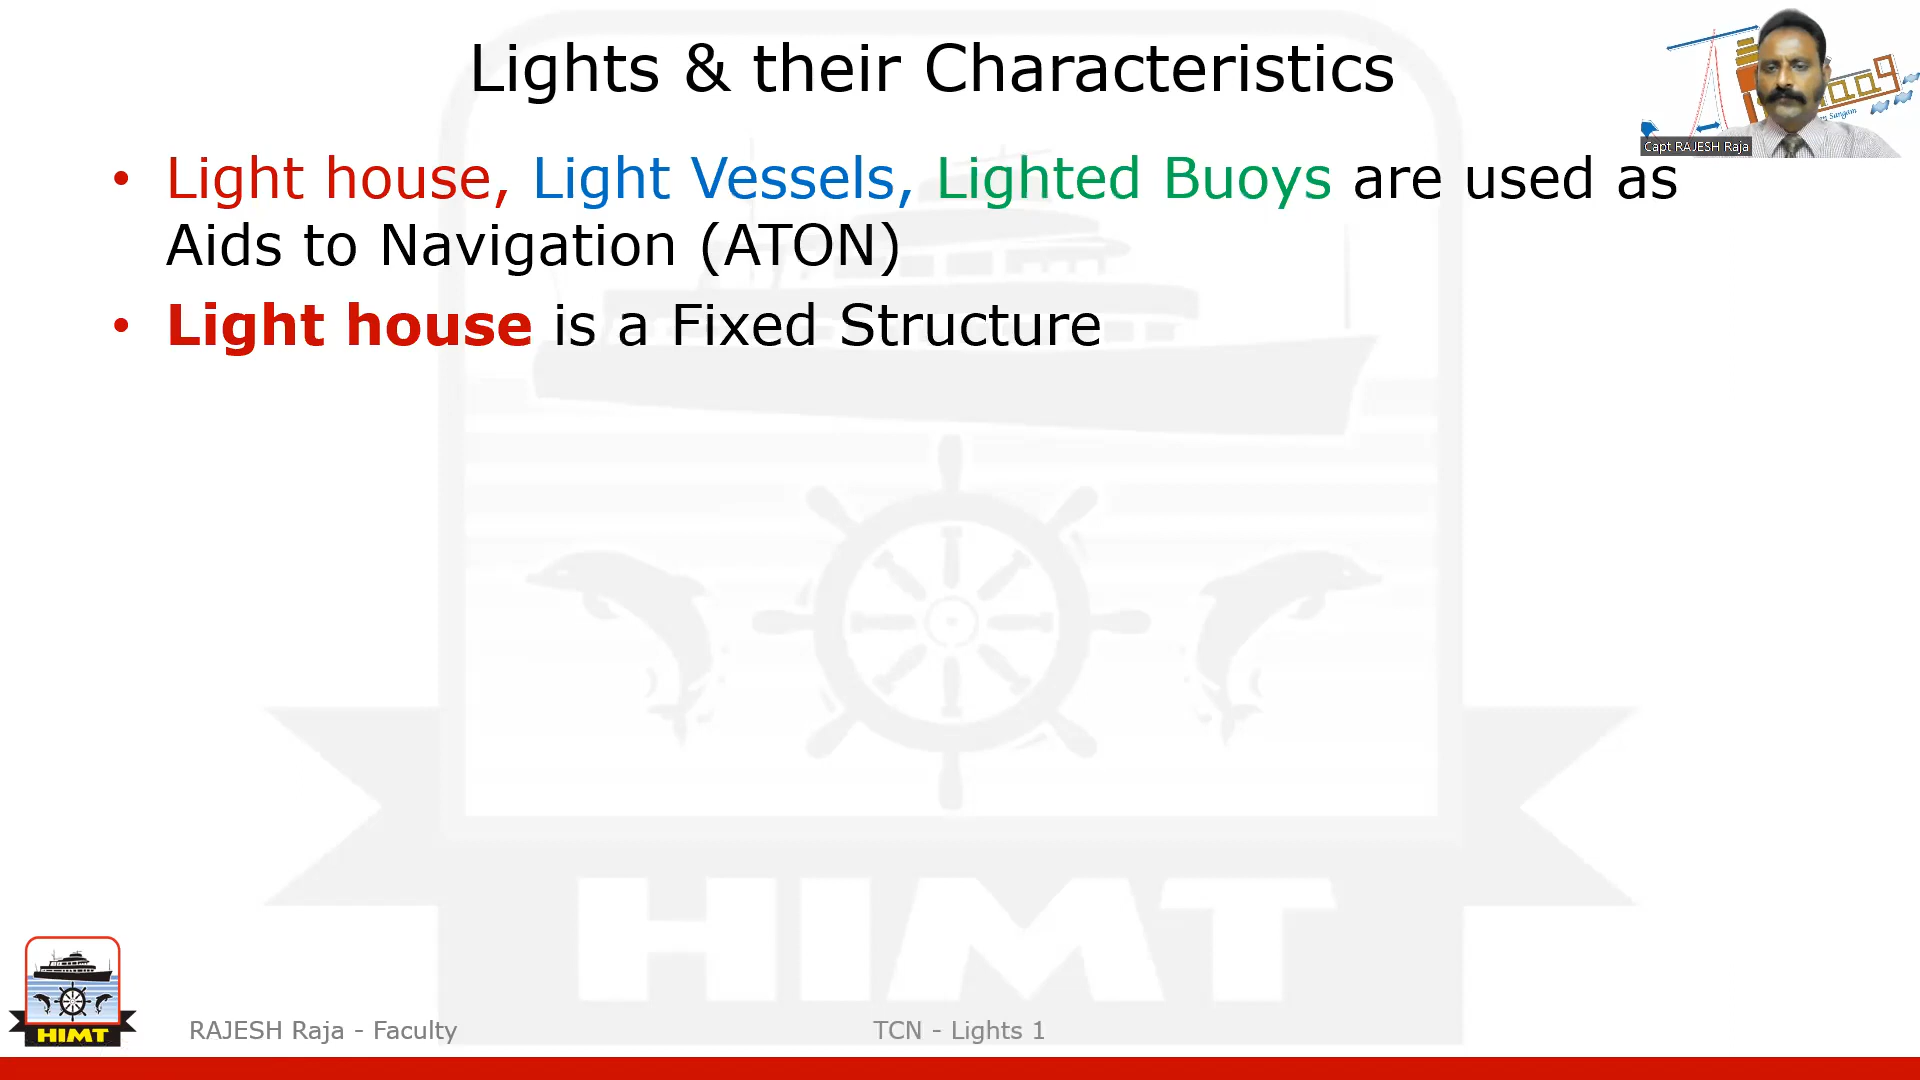 Lights & their Characteristics
Capt RAJESH Raja
• Light house, Light Vessels, Lighted Buoys are used as
Aids to Navigation (ATON)
• Light house is a Fixed Structure
HIMT
HIMT
RAJESH Raja - Faculty
TCN - Lights 1